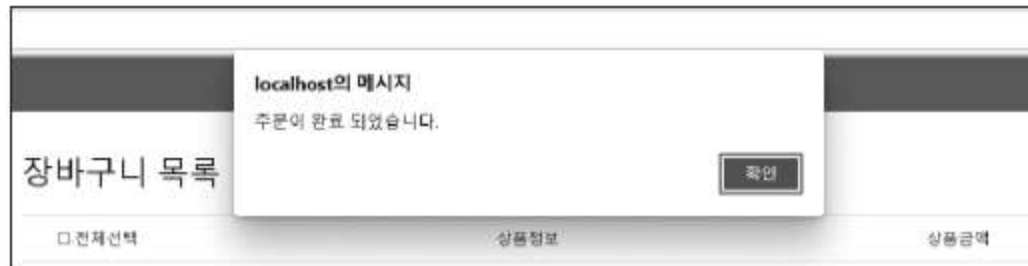 localhost의 메시지
주문이 완료 되었습니다.
확인
장바구니 목록
전체선택 상품정보 상품금액